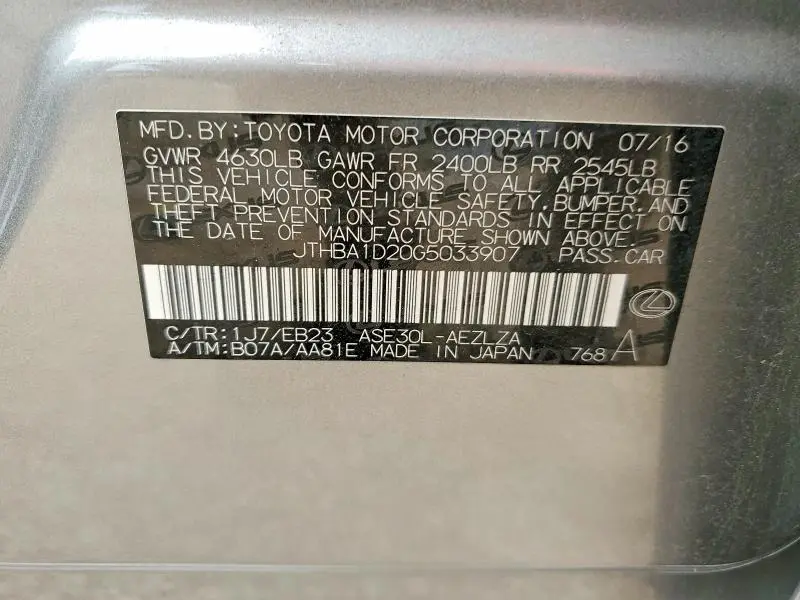 MFD.BY:TOYOTA MOTOR CORPORATION 07/16
GVWR 4630LB GAWR FR 2400LB RR 2545LB
THIS VEHICLE CONFORMS TO ALL APPLICABLE
FEDERAL MOTOR VEHICLE SAFETY,BUMPER,AND
THEFT PREVENTION STANDARDS IN EFFECT ON
THE DATE OF MANUFACTURE SHOWN ABOVE.
JTHBA1D20G5033907 PASS.CAR
C/TR:1J7/EB23 ASE30L-AEZLZA
A/TM:B07A/AA81E MADE IN JAPAN 768 A